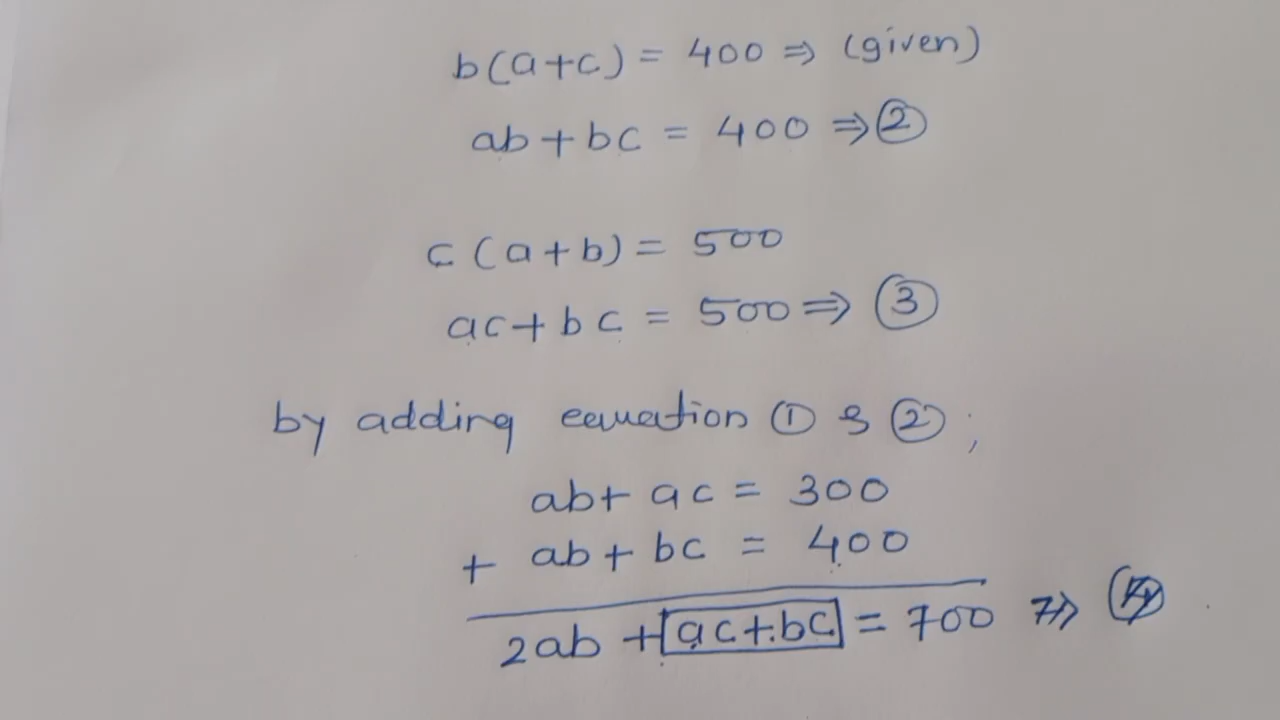 b(a+c) = 400 ⇒ (given)
ab + bc = 400 ⇒ ②
c (a+b) = 500
ac + bc = 500 ⇒ ③
by adding eeuation ① & ② ;
ab + ac = 300
+ ab + bc = 400
2ab + ac+bc = 700 ⇒ ④